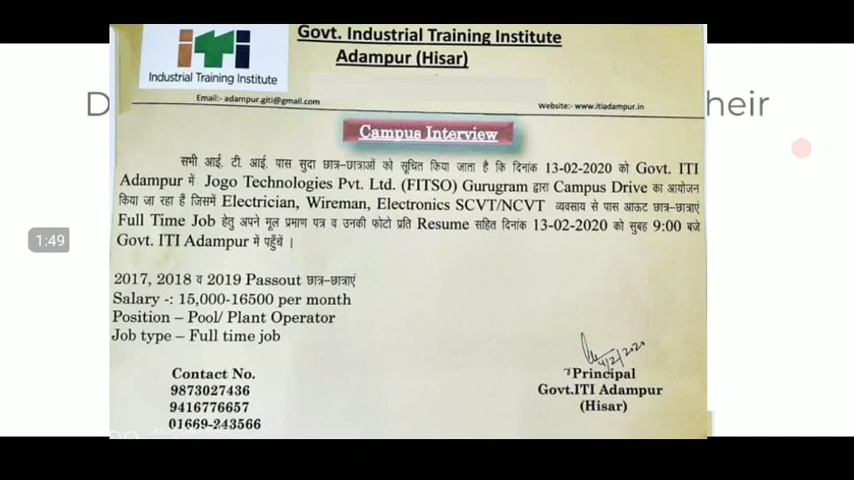 iTi
Industrial Training Institute
Govt. Industrial Training Institute
Adampur (Hisar)
Email:- adampur.giti@gmail.com
Website:- www.itiadampur.in
Campus Interview
सभी आई. टी. आई. पास सुदा छात्र-छात्राओं को सूचित किया जाता है कि दिनांक 13-02-2020 को Govt. ITI
Adampur में Jogo Technologies Pvt. Ltd. (FITSO) Gurugram द्वारा Campus Drive का आयोजन
किया जा रहा हैं जिसमें Electrician, Wireman, Electronics SCVT/NCVT व्यवसाय से पास आऊट छात्र-छात्राएं
Full Time Job हेतु अपने मूल प्रमाण पत्र व उनकी फोटो प्रति Resume सहित दिनांक 13-02-2020 को सुबह 9:00 बजे
Govt. ITI Adampur में पहुँचें ।
2017, 2018 व 2019 Passout छात्र-छात्राएं
Salary -: 15,000-16500 per month
Position – Pool/ Plant Operator
Job type – Full time job
Contact No.
9873027436
9416776657
01669-243566
4/2/2020
Principal
Govt.ITI Adampur
(Hisar)
D
heir
1:49